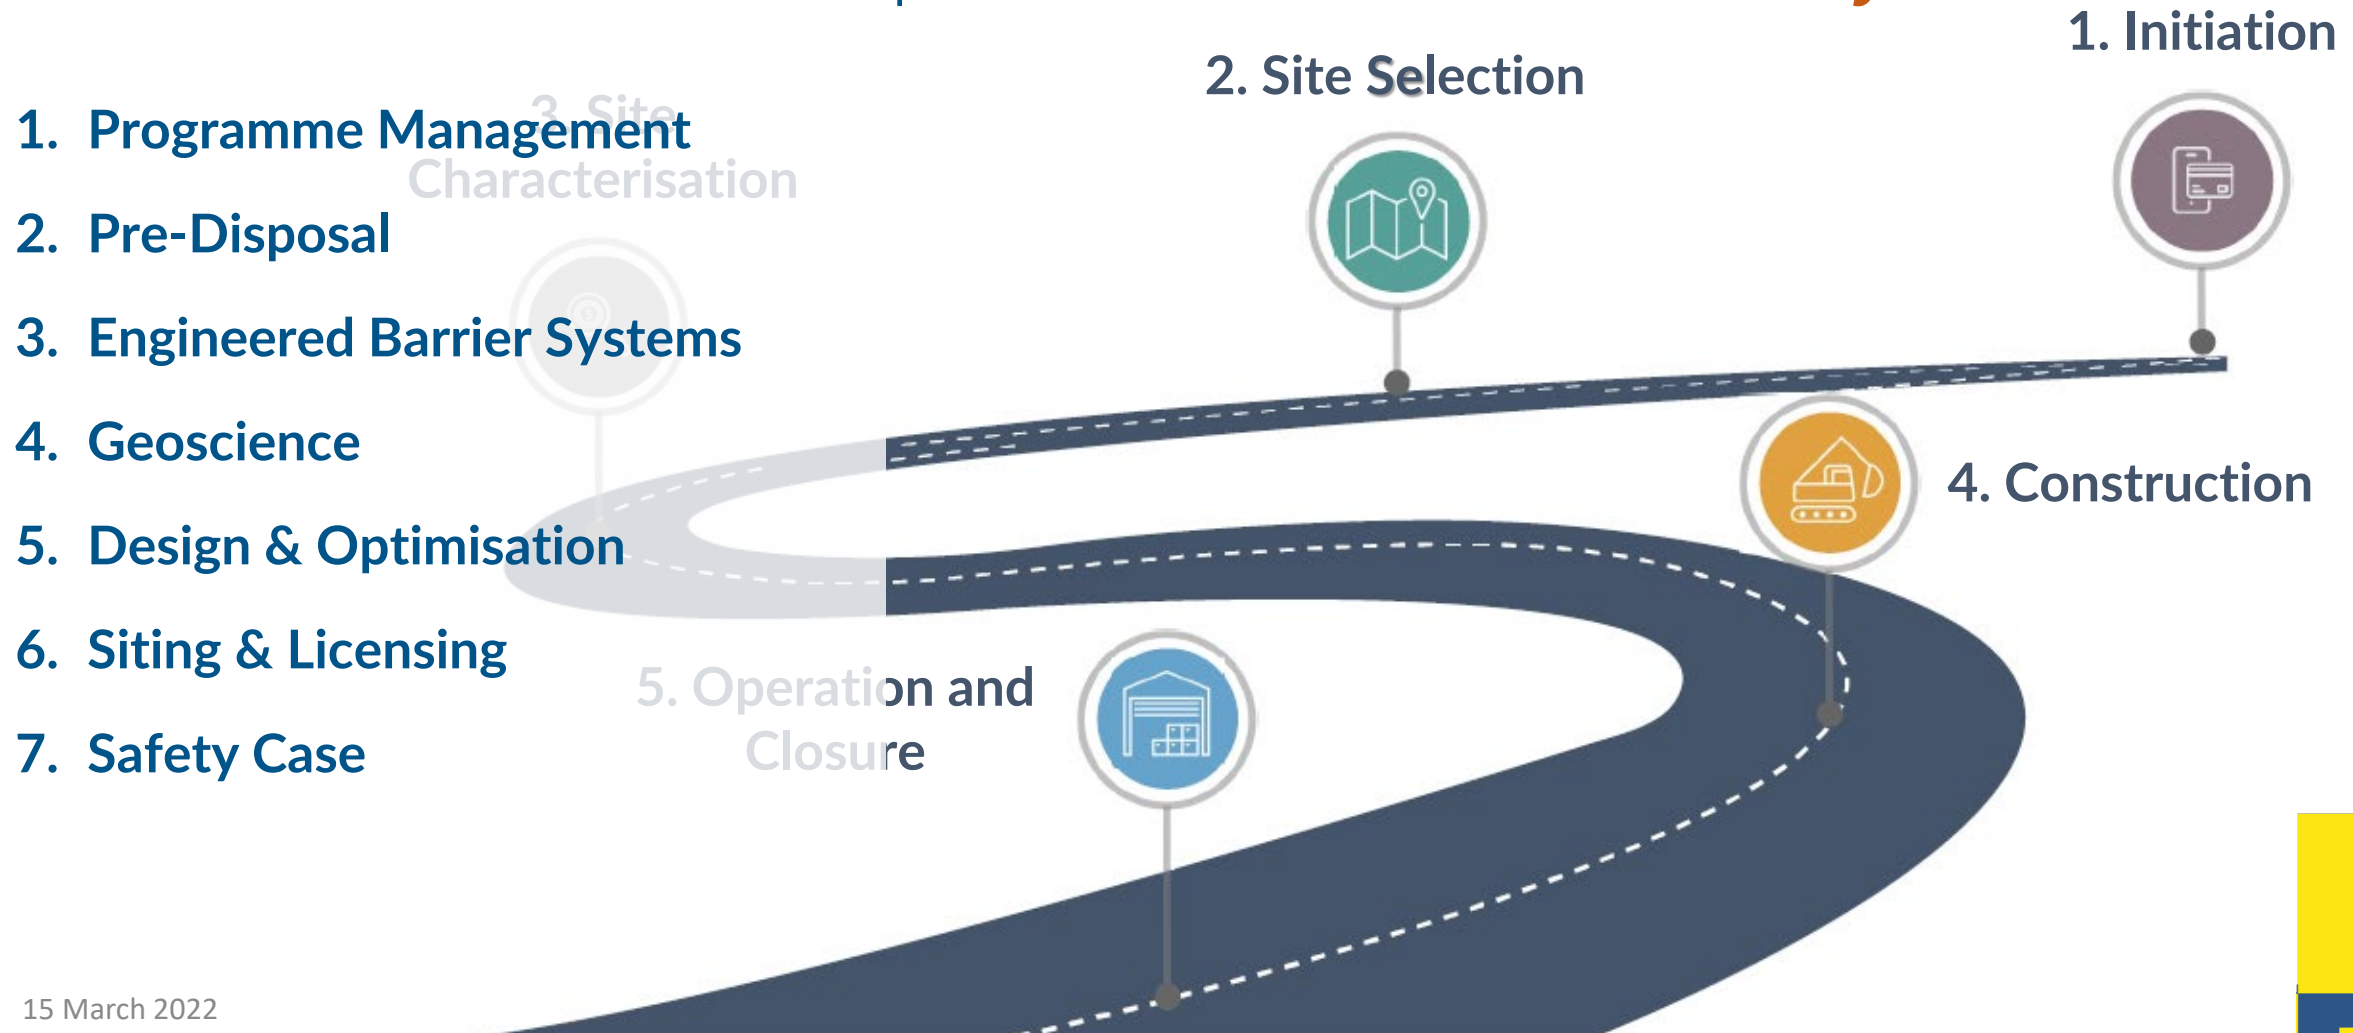 1. Initiation
2. Site Selection
3. Site
Characterisation
1. Programme Management
2. Pre-Disposal
3. Engineered Barrier Systems
4. Geoscience
5. Design & Optimisation
6. Siting & Licensing
7. Safety Case
4. Construction
5. Operation and
Closure
15 March 2022